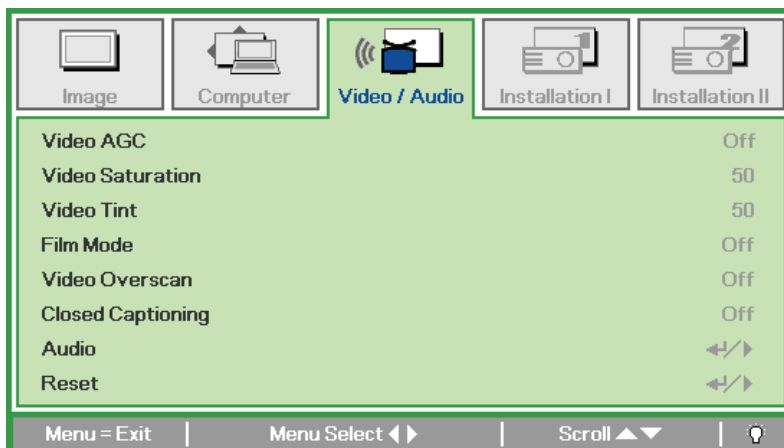 Image Computer Video / Audio Installation I Installation II
Video AGC Off
Video Saturation 50
Video Tint 50
Film Mode Off
Video Overscan Off
Closed Captioning Off
Audio
Reset
Menu = Exit Menu Select Scroll